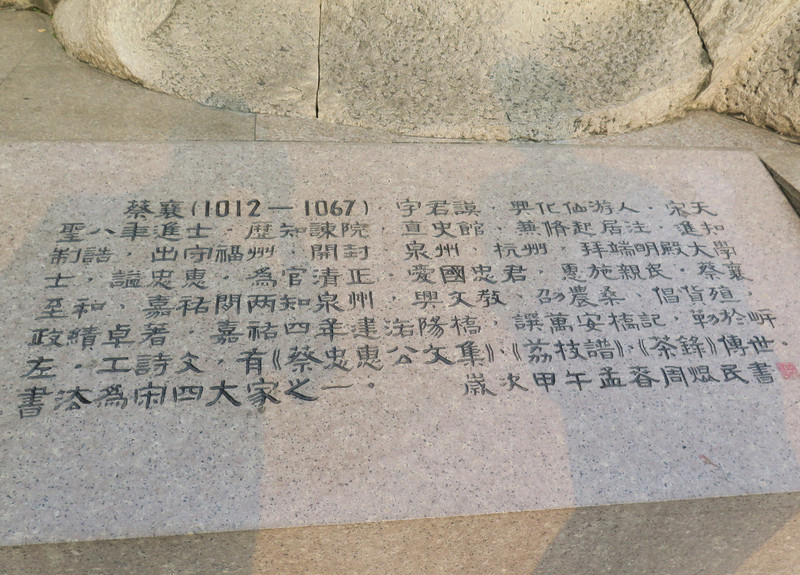 蔡襄(1012—1067),字君謨,興化仙游人,宋天
聖八年進士,歷知諫院,直史館,兼脩起居注,進知
制誥,出守福州,開封,泉州,杭州,拜端明殿大學
士,謚忠惠,為官清正,愛國忠君,惠施親民,蔡襄
至和、嘉祐間两知泉州,興文教、劭農桑、倡貨殖,
政績卓著,嘉祐四年建洛陽橋,譔萬安橋記,勒於岍
左。工詩文,有《蔡忠惠公文集》·《荔枝譜》·《茶錄》傳世。
書法為宋四大家之一。 歲次甲午孟春周焜民書